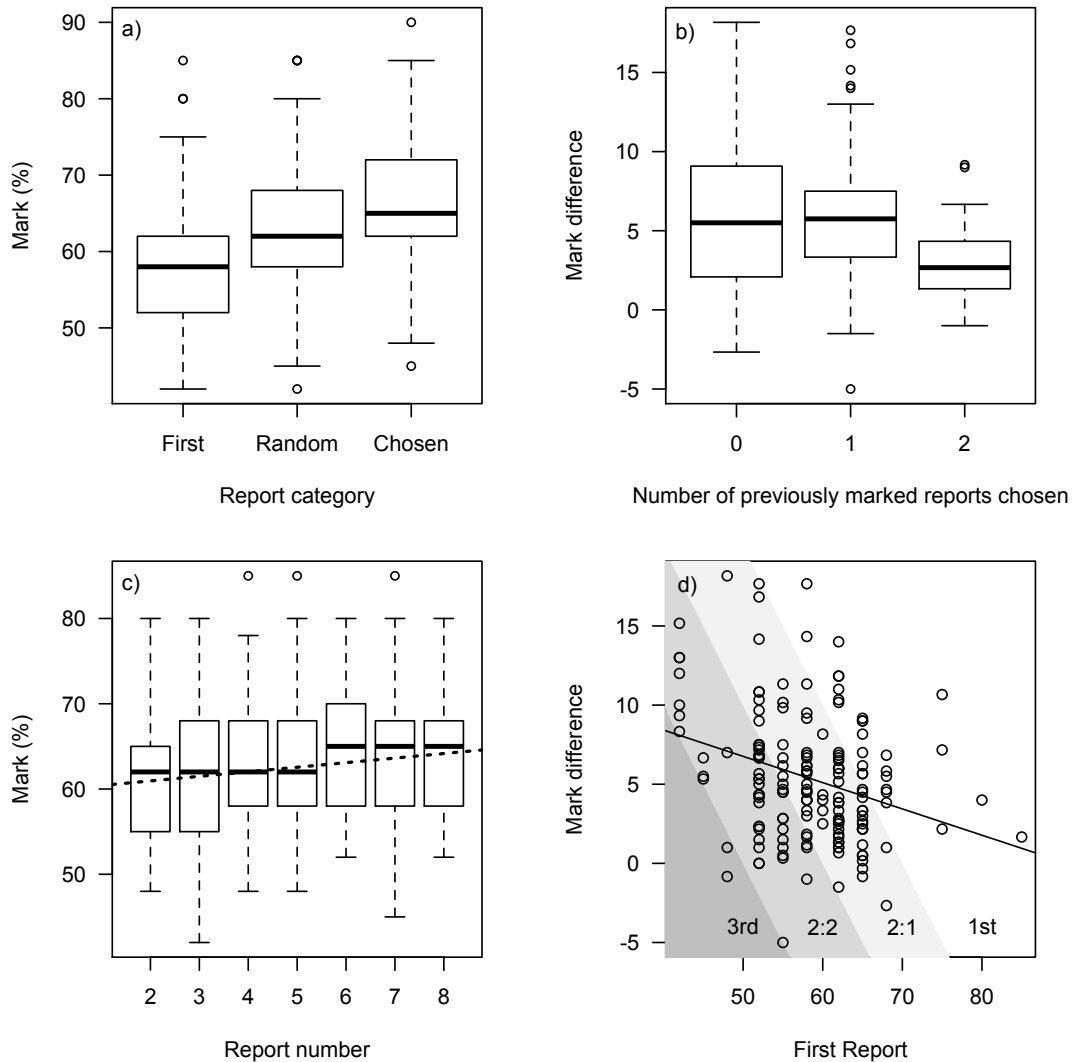 a)
Mark (%)
90
80
70
60
50
First Random Chosen
Report category
b)
Mark difference
15
10
5
0
-5
0 1 2
Number of previously marked reports chosen
c)
Mark (%)
80
70
60
50
2 3 4 5 6 7 8
Report number
d)
Mark difference
15
10
5
0
-5
3rd 2:2 2:1 1st
50 60 70 80
First Report